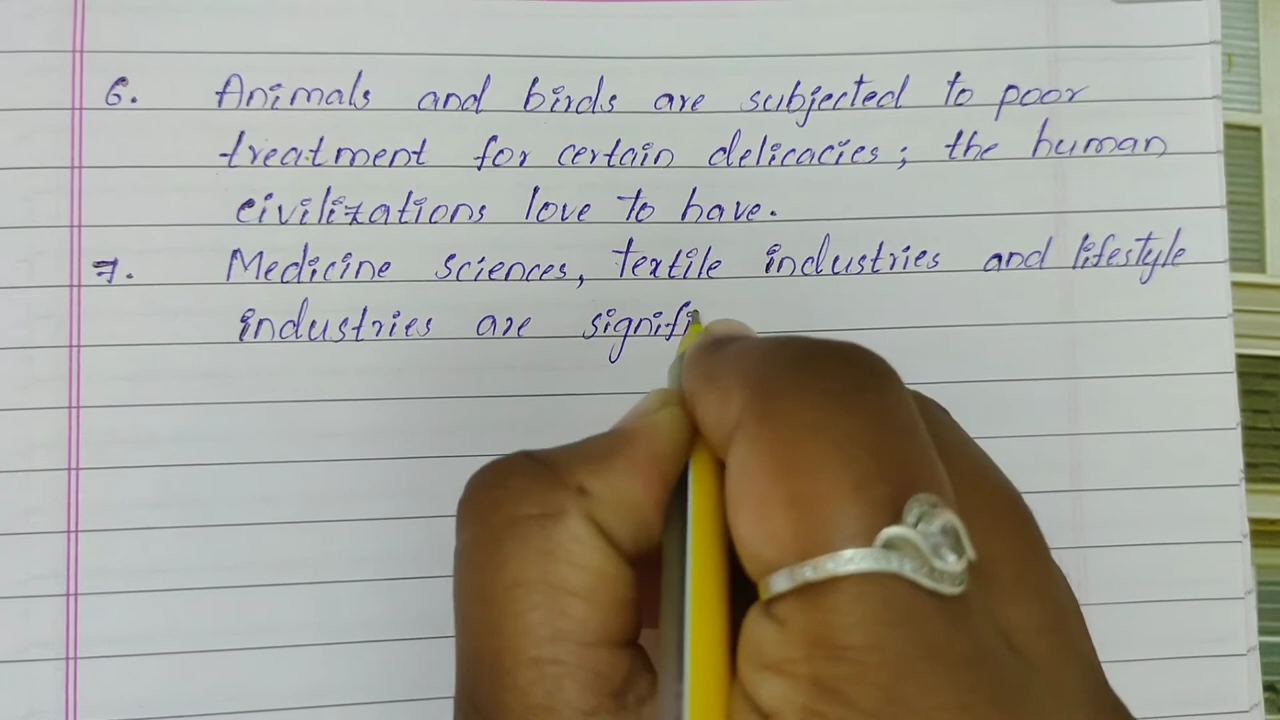 6. Animals and birds are subjected to poor
treatment for certain delicacies; the human
civilizations love to have.
7. Medicine sciences, textile industries and lifestyle
industries are signifi